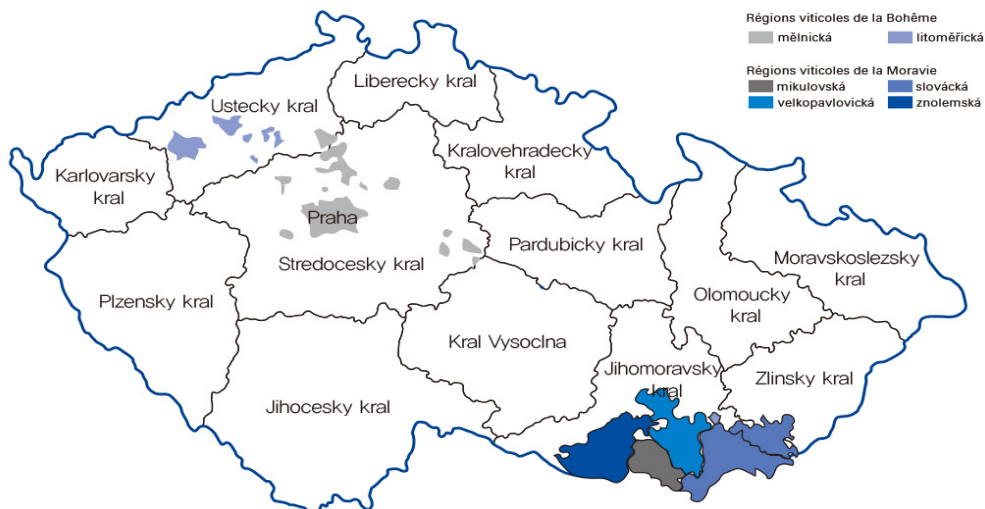 Régions viticoles de la Bohême
mělnická
litoměřická
Régions viticoles de la Moravie
mikulovská
slovácká
velkopavlovická
znolemská
Liberecky kral
Ustecky kral
Kralovehradecky
kral
Karlovarsky
kral
Praha
Pardubicky kral
Stredocesky kral
Moravskoslezsky
kral
Plzensky kral
Olomoucky
kral
Kral Vysoclna
Jihomoravsky
kral
Zlinsky kral
Jihocesky kral